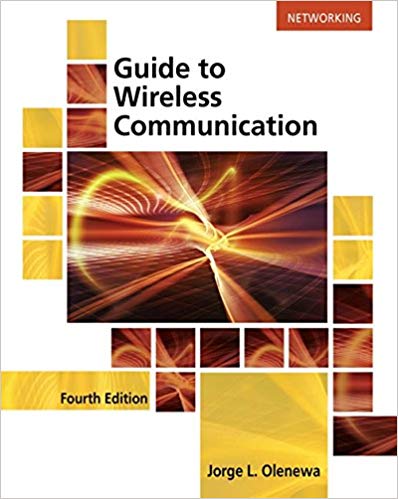 NETWORKING
Guide to
Wireless
Communication
Fourth Edition
Jorge L. Olenewa